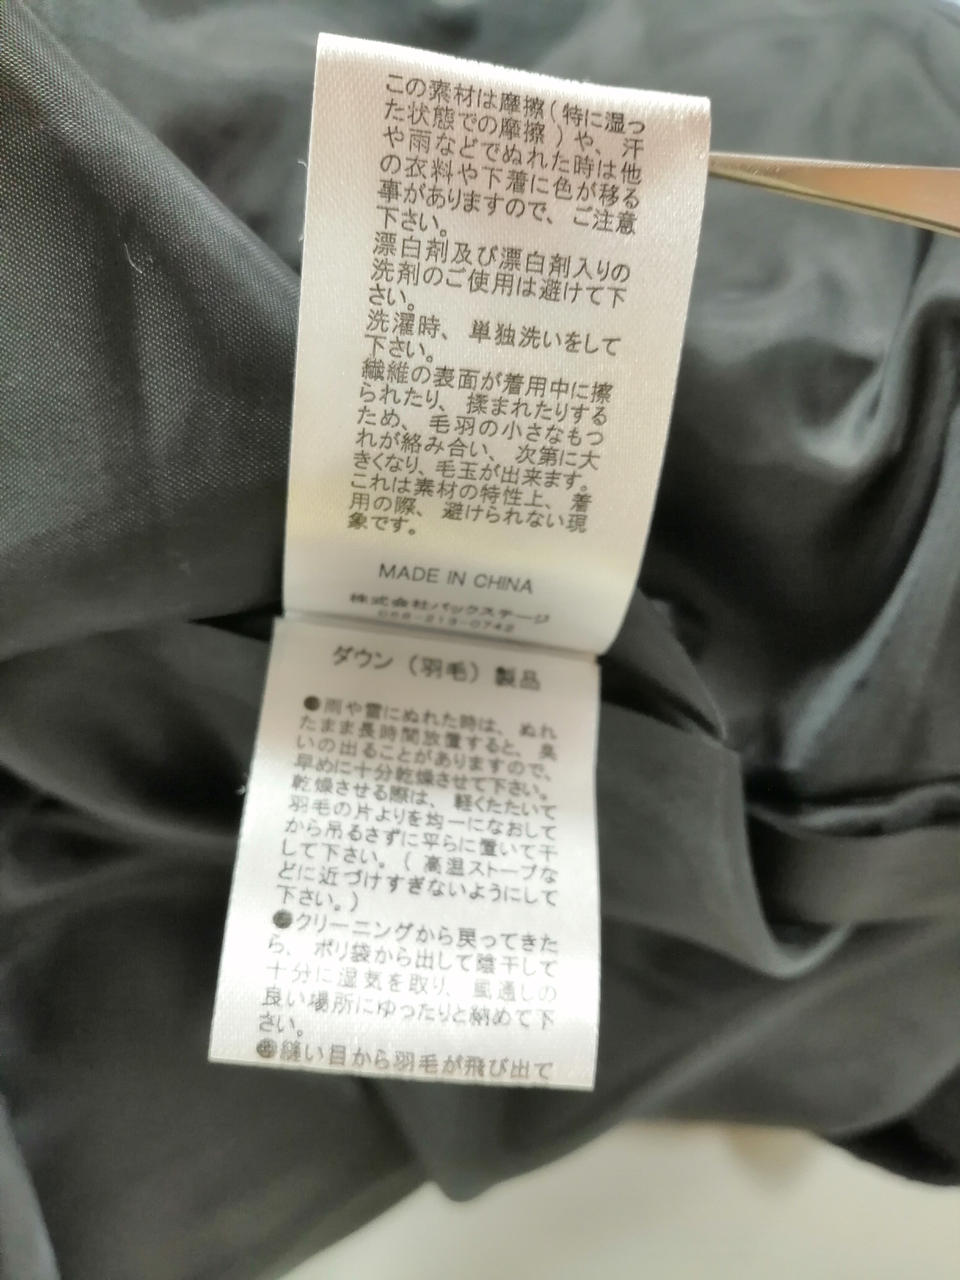 この素材は摩擦(特に湿っ
た状態での摩擦)や、汗
や雨などでぬれた時は他
の衣料や下着に色が移る
事がありますので、ご注意
下さい。
漂白剤及び漂白剤入りの
洗剤のご使用は避けて下
さい。
洗濯時、単独洗いをして
下さい。
繊維の表面が着用中に擦
られたり、揉まれたりする
ため、毛羽の小さなもつ
れが絡み合い、次第に大
きくなり、毛玉が出来ます。
これは素材の特性上、着
用の際、避けられない現
象です。
MADE IN CHINA
株式会社バックステージ
058-213-0742
ダウン(羽毛)製品
●雨や雪にぬれた時は、ぬれ
たまま長時間放置すると、臭
いの出ることがありますので、
早めに十分乾燥させて下さい。
乾燥させる際は、軽くたたいて
羽毛の片よりを均一になおして
から吊るさずに平らに置いて干
して下さい。(高温ストーブな
どに近づけすぎないようにして
下さい。)
●クリーニングから戻ってきた
ら、ポリ袋から出して陰干して
十分に湿気を取り、風通しの
良い場所にゆったりと納めて下
さい。
●縫い目から羽毛が飛び出て